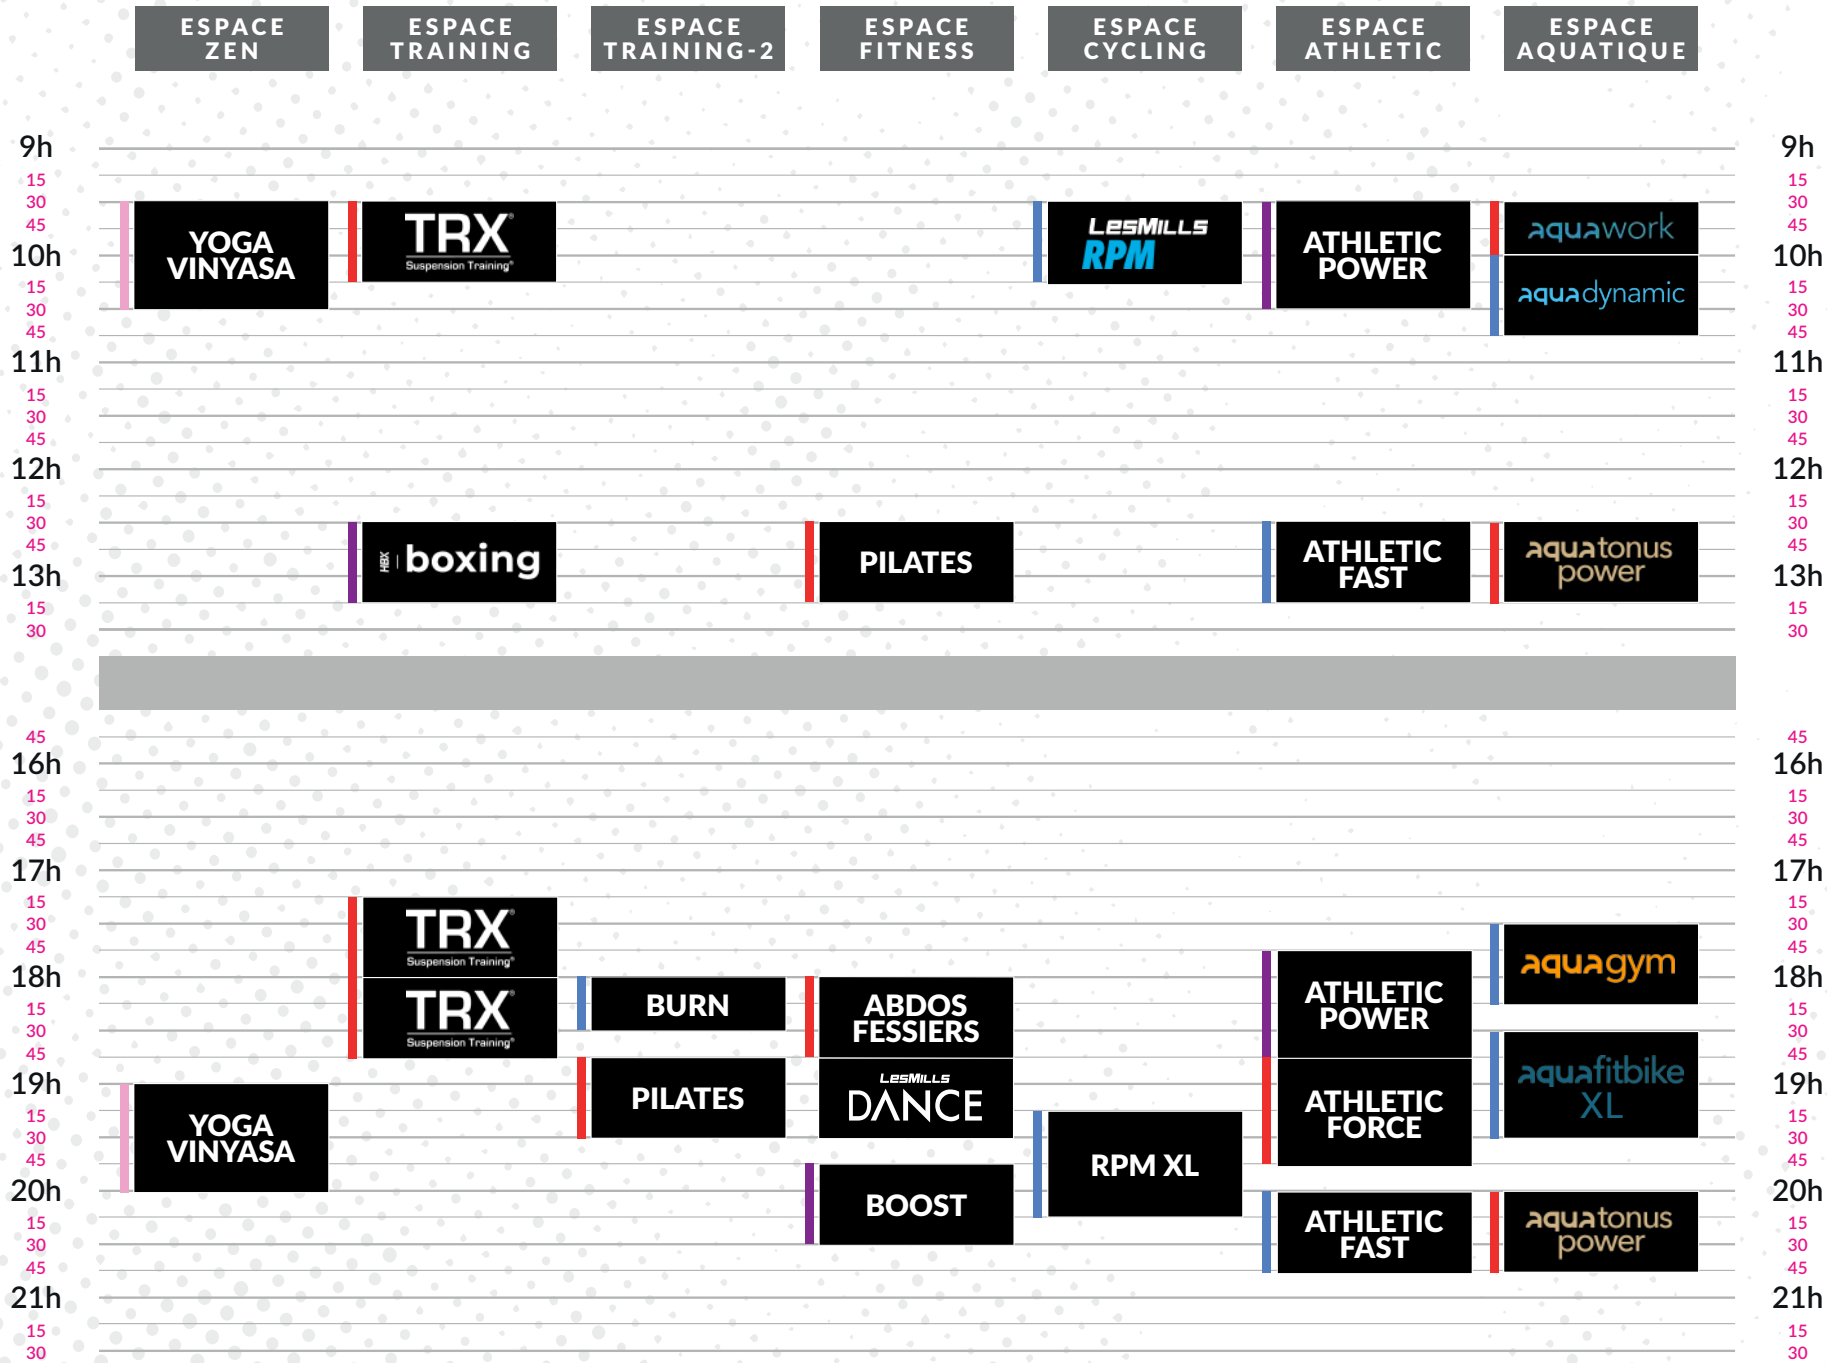 ESPACE
ZEN
ESPACE
TRAINING
ESPACE
TRAINING-2
ESPACE
FITNESS
ESPACE
CYCLING
ESPACE
ATHLETIC
ESPACE
AQUATIQUE
9h
15
30
45
10h
15
30
45
11h
15
30
45
12h
15
30
45
13h
15
30
45
16h
15
30
45
17h
15
30
45
18h
15
30
45
19h
15
30
45
20h
15
30
45
21h
15
30
YOGA
VINYASA
YOGA
VINYASA
TRX®
Suspension Training®
HBX | boxing
TRX®
Suspension Training®
TRX®
Suspension Training®
BURN
PILATES
PILATES
ABDOS
FESSIERS
LESMILLS
DANCE
BOOST
LESMILLS
RPM
RPM XL
ATHLETIC
POWER
ATHLETIC
FAST
ATHLETIC
POWER
ATHLETIC
FORCE
ATHLETIC
FAST
aquawork
aquadynamic
aquatonus
power
aquagym
aquafitbike
XL
aquatonus
power
9h
15
30
45
10h
15
30
45
11h
15
30
45
12h
15
30
45
13h
15
30
45
16h
15
30
45
17h
15
30
45
18h
15
30
45
19h
15
30
45
20h
15
30
45
21h
15
30